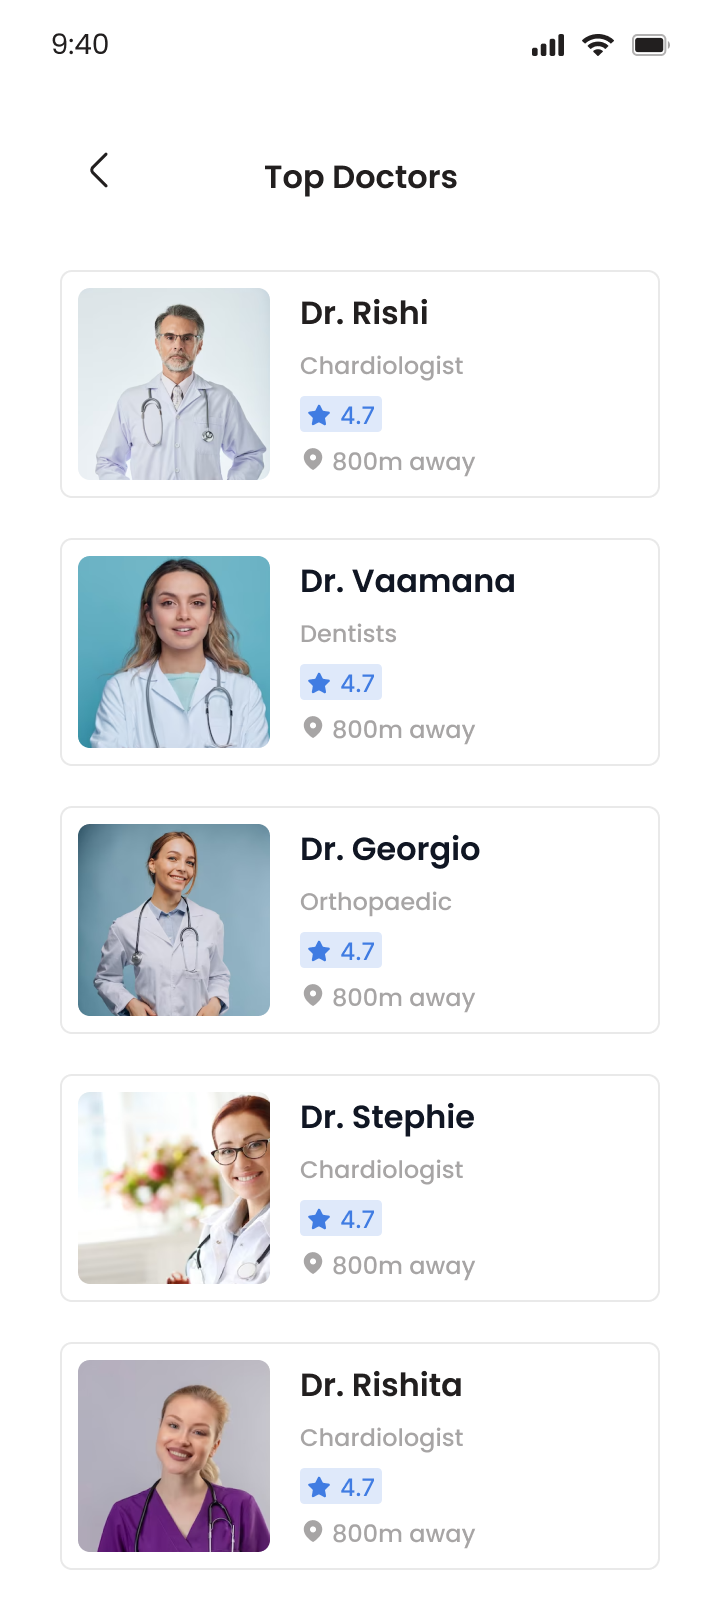 9:40
Top Doctors
Dr. Rishi
Chardiologist
4.7
800m away
Dr. Vaamana
Dentists
4.7
800m away
Dr. Georgio
Orthopaedic
4.7
800m away
Dr. Stephie
Chardiologist
4.7
800m away
Dr. Rishita
Chardiologist
4.7
800m away